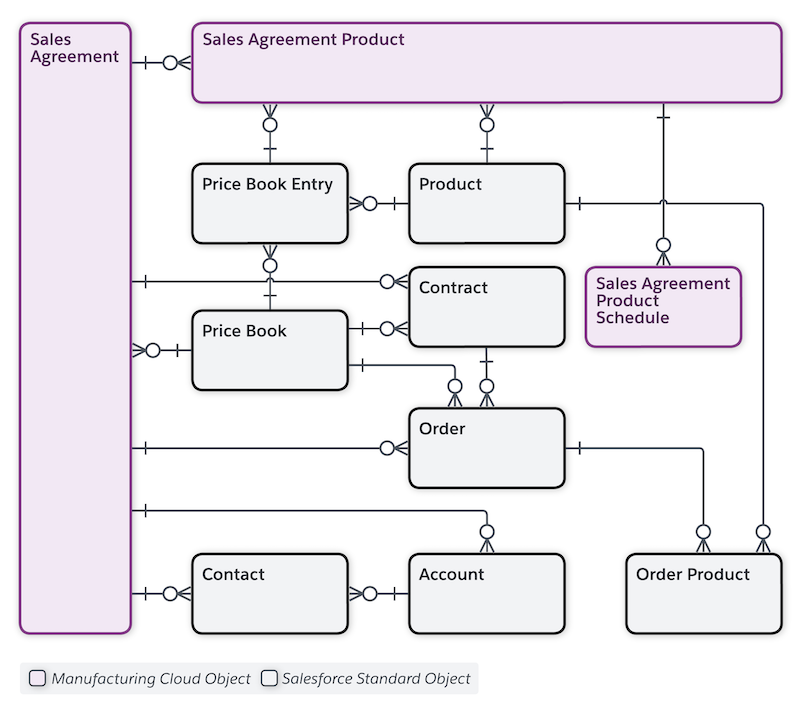 Sales
Agreement
Sales Agreement Product
Price Book Entry
Product
Contract
Sales Agreement
Product
Schedule
Price Book
Order
Contact
Account
Order Product
Manufacturing Cloud Object
Salesforce Standard Object